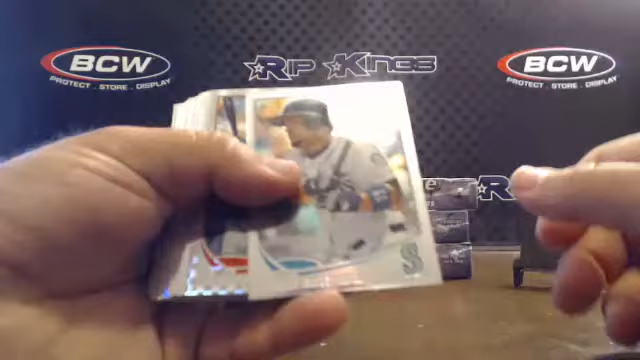 BCW
PROTECT . STORE . DISPLAY
RIP KINGS
BCW
PROTECT . STORE . DISPLAY
S
R